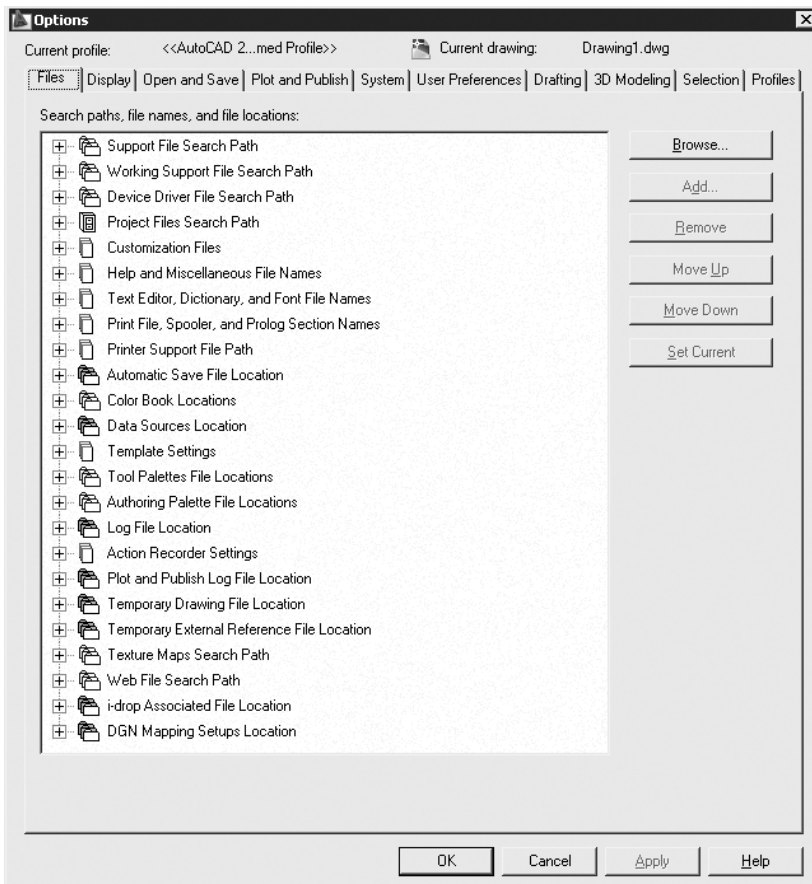 Options
Current profile: <<AutoCAD 2...med Profile>> Current drawing: Drawing1.dwg
Files Display Open and Save Plot and Publish System User Preferences Drafting 3D Modeling Selection Profiles
Search paths, file names, and file locations:
Support File Search Path
Working Support File Search Path
Device Driver File Search Path
Project Files Search Path
Customization Files
Help and Miscellaneous File Names
Text Editor, Dictionary, and Font File Names
Print File, Spooler, and Prolog Section Names
Printer Support File Path
Automatic Save File Location
Color Book Locations
Data Sources Location
Template Settings
Tool Palettes File Locations
Authoring Palette File Locations
Log File Location
Action Recorder Settings
Plot and Publish Log File Location
Temporary Drawing File Location
Temporary External Reference File Location
Texture Maps Search Path
Web File Search Path
i-drop Associated File Location
DGN Mapping Setups Location
Browse...
Add...
Remove
Move Up
Move Down
Set Current
OK Cancel Apply Help